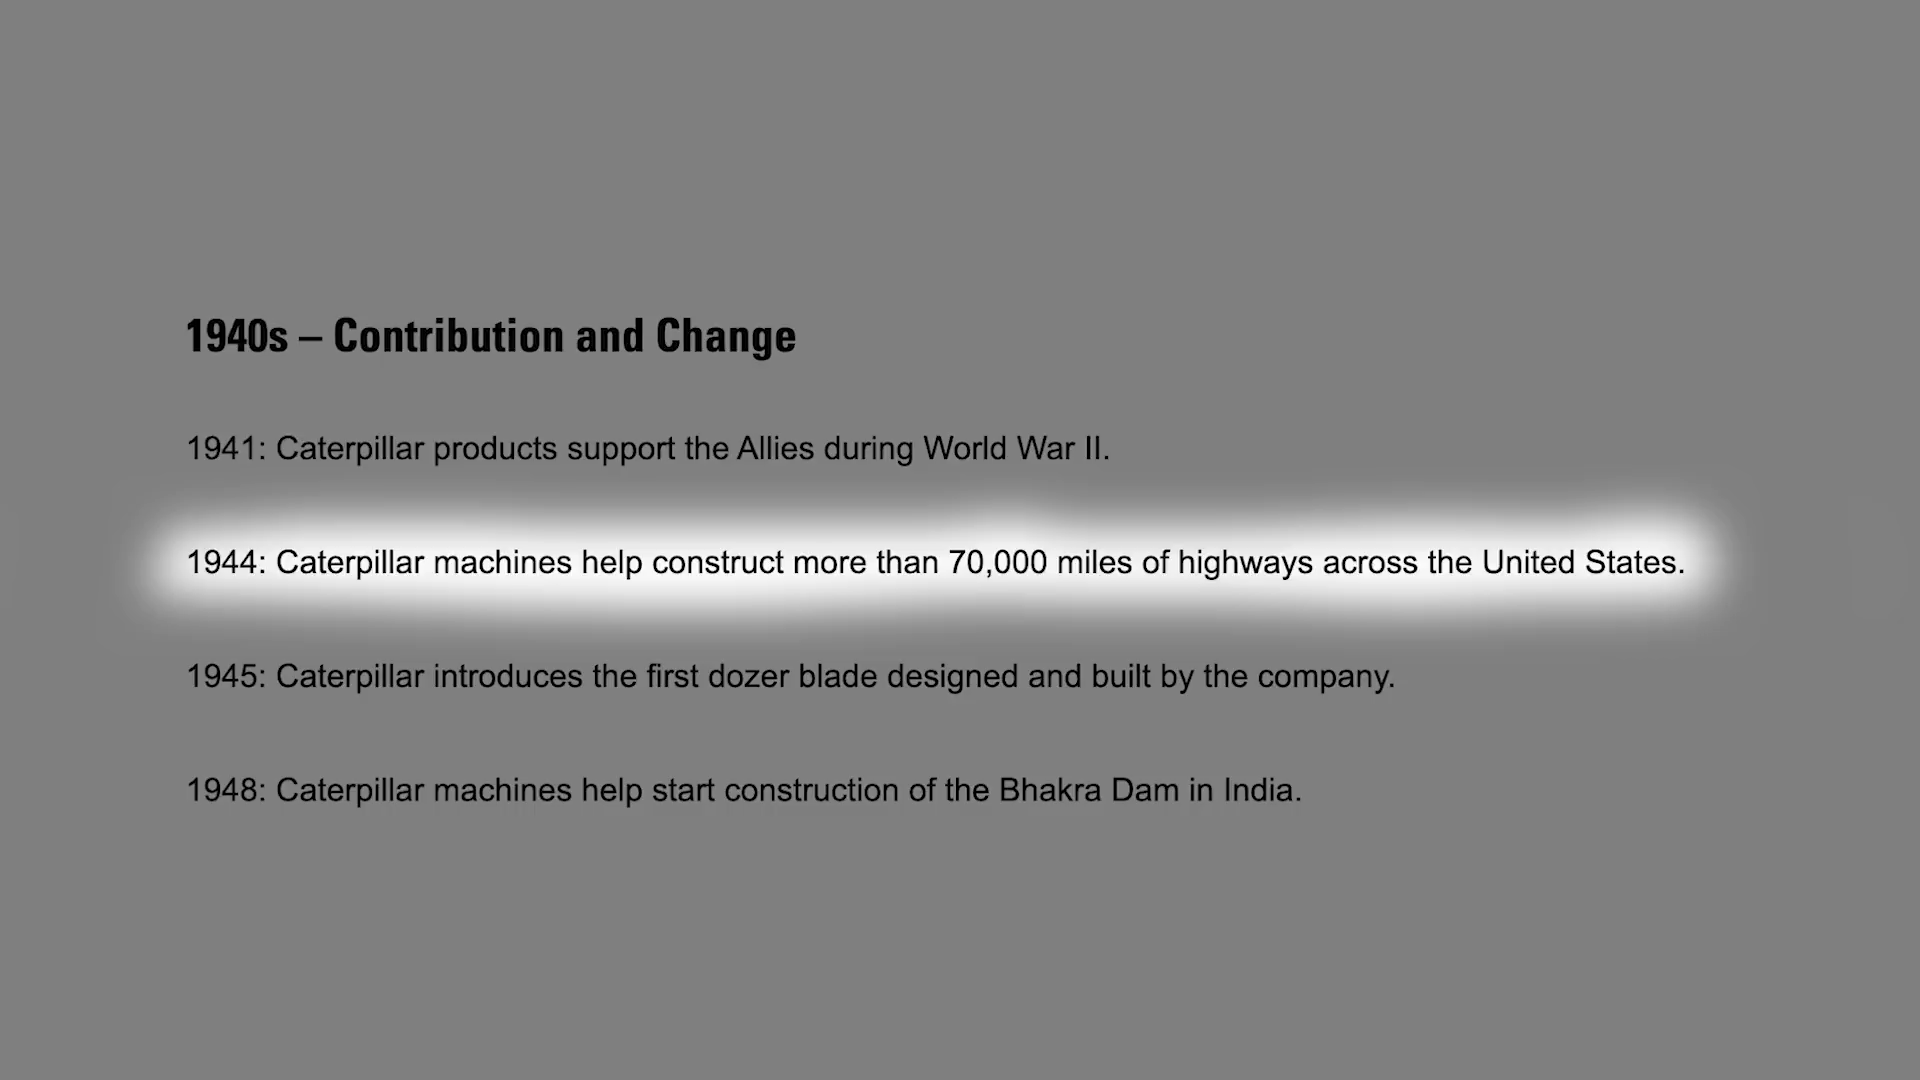 1940s – Contribution and Change
1941: Caterpillar products support the Allies during World War II.
1944: Caterpillar machines help construct more than 70,000 miles of highways across the United States.
1945: Caterpillar introduces the first dozer blade designed and built by the company.
1948: Caterpillar machines help start construction of the Bhakra Dam in India.